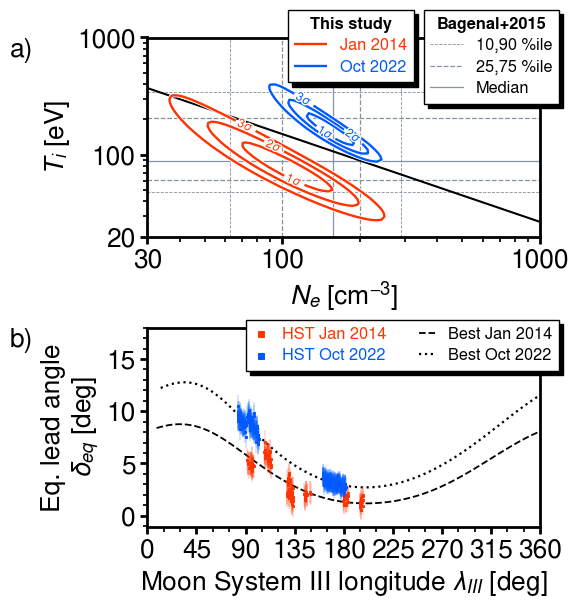 a)
This study
Jan 2014
Oct 2022
Bagenal+2015
10,90 %ile
25,75 %ile
Median
1000
100
20
T_i [eV]
3σ
2σ
1σ
3σ
2σ
1σ
30
100
1000
N_e [cm⁻³]
b)
HST Jan 2014
HST Oct 2022
Best Jan 2014
Best Oct 2022
15
10
5
0
Eq. lead angle
δ_eq [deg]
0 45 90 135 180 225 270 315 360
Moon System III longitude λ_III [deg]